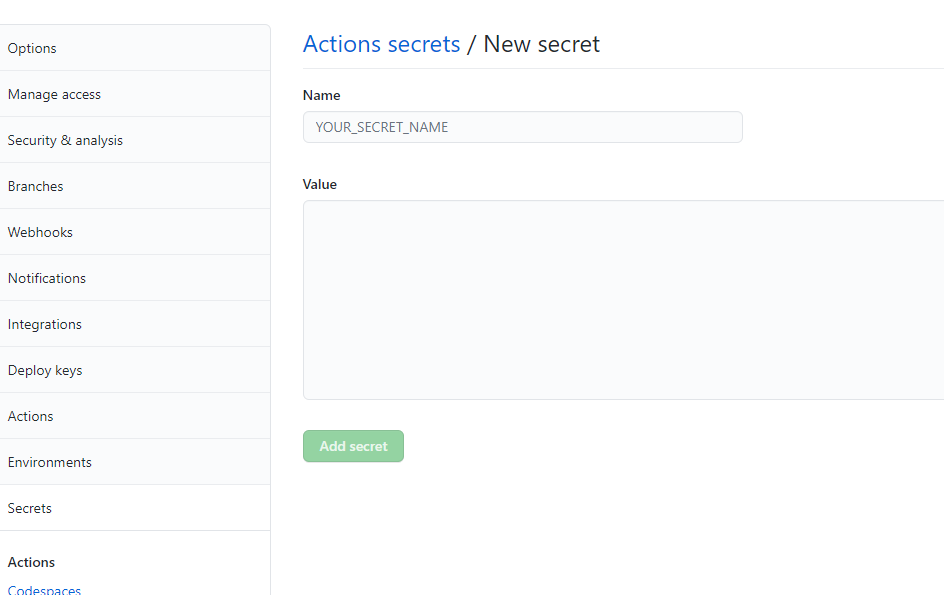 Options
Manage access
Security & analysis
Branches
Webhooks
Notifications
Integrations
Deploy keys
Actions
Environments
Secrets
Actions
Codespaces
Actions secrets / New secret
Name
YOUR_SECRET_NAME
Value
Add secret